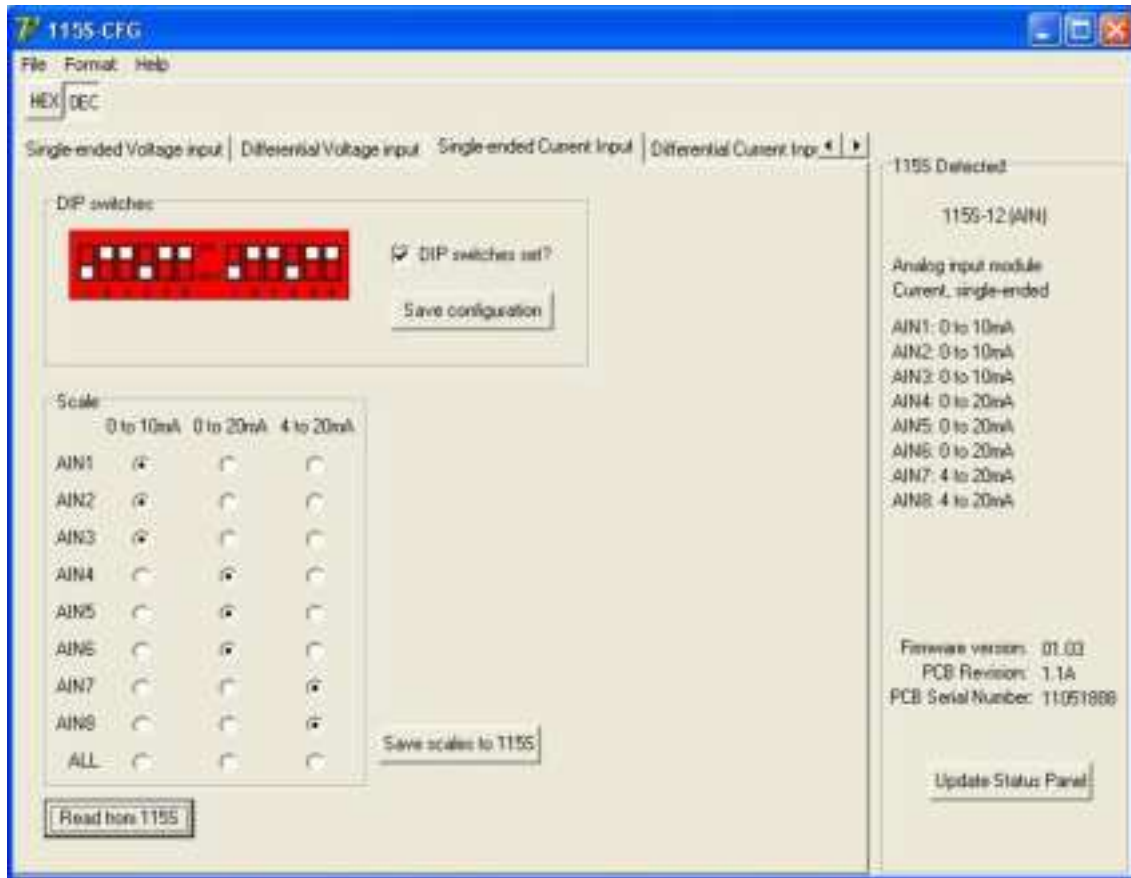 115S-CFG
File Format Help
HEX DEC
Single-ended Voltage input Differential Voltage input Single-ended Current Input Differential Current Inp
DIP switches
DIP switches set?
Save configuration
Scale
0 to 10mA 0 to 20mA 4 to 20mA
AIN1
AIN2
AIN3
AIN4
AIN5
AIN6
AIN7
AIN8
ALL
Save scales to 115S
Read from 115S
115S Detected
115S-12 (AIN)
Analog input module
Current, single-ended
AIN1: 0 to 10mA
AIN2: 0 to 10mA
AIN3: 0 to 10mA
AIN4: 0 to 20mA
AIN5: 0 to 20mA
AIN6: 0 to 20mA
AIN7: 4 to 20mA
AIN8: 4 to 20mA
Firmware version: 01.03
PCB Revision: 1.1A
PCB Serial Number: 11051888
Update Status Panel